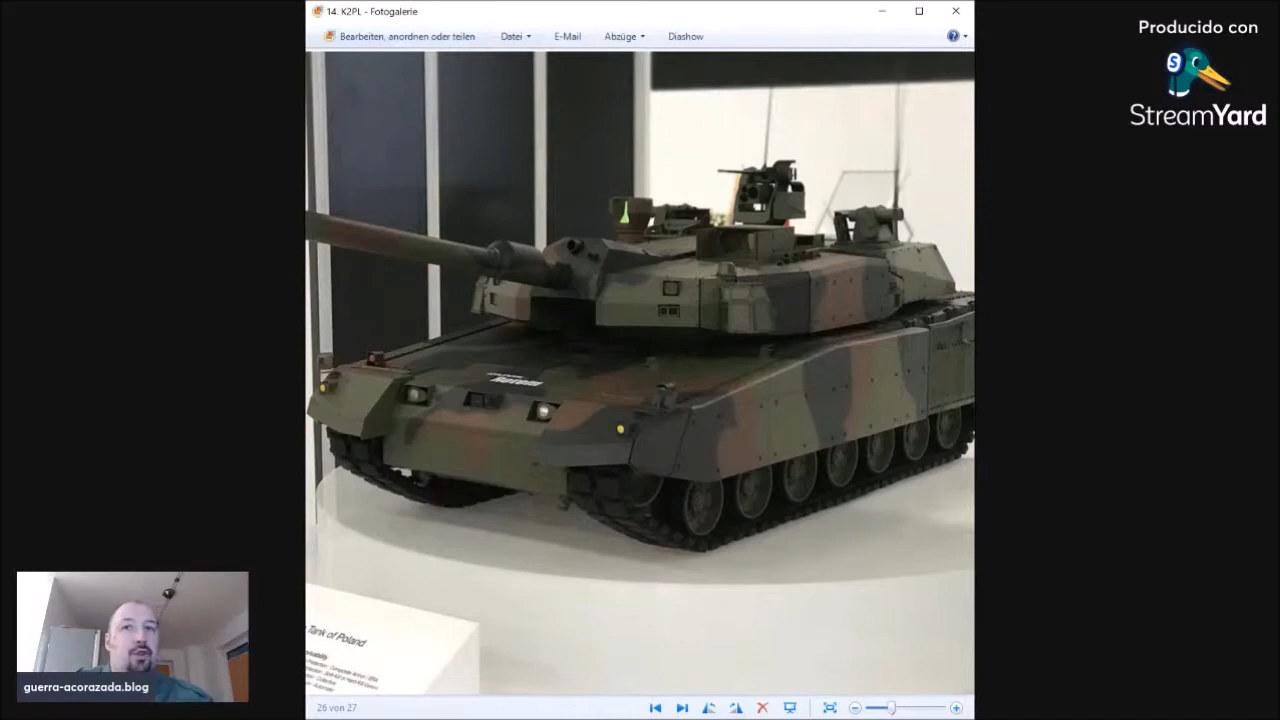 14. K2PL - Fotogalerie
Bearbeiten, anordnen oder teilen
Datei
E-Mail
Abzüge
Diashow
Producido con
S
StreamYard
Rotem
Tank of Poland
guerra-acorazada.blog
26 von 27